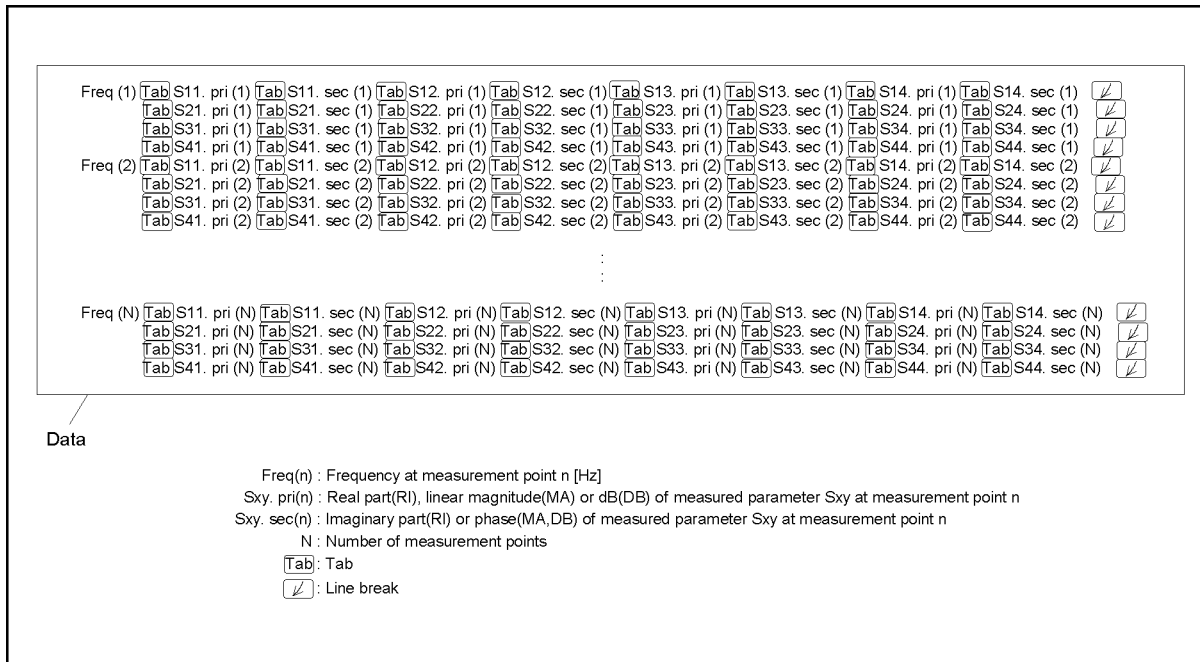 Freq (1) Tab S11. pri (1) Tab S11. sec (1) Tab S12. pri (1) Tab S12. sec (1) Tab S13. pri (1) Tab S13. sec (1) Tab S14. pri (1) Tab S14. sec (1)
Tab S21. pri (1) Tab S21. sec (1) Tab S22. pri (1) Tab S22. sec (1) Tab S23. pri (1) Tab S23. sec (1) Tab S24. pri (1) Tab S24. sec (1)
Tab S31. pri (1) Tab S31. sec (1) Tab S32. pri (1) Tab S32. sec (1) Tab S33. pri (1) Tab S33. sec (1) Tab S34. pri (1) Tab S34. sec (1)
Tab S41. pri (1) Tab S41. sec (1) Tab S42. pri (1) Tab S42. sec (1) Tab S43. pri (1) Tab S43. sec (1) Tab S44. pri (1) Tab S44. sec (1)
Freq (2) Tab S11. pri (2) Tab S11. sec (2) Tab S12. pri (2) Tab S12. sec (2) Tab S13. pri (2) Tab S13. sec (2) Tab S14. pri (2) Tab S14. sec (2)
Tab S21. pri (2) Tab S21. sec (2) Tab S22. pri (2) Tab S22. sec (2) Tab S23. pri (2) Tab S23. sec (2) Tab S24. pri (2) Tab S24. sec (2)
Tab S31. pri (2) Tab S31. sec (2) Tab S32. pri (2) Tab S32. sec (2) Tab S33. pri (2) Tab S33. sec (2) Tab S34. pri (2) Tab S34. sec (2)
Tab S41. pri (2) Tab S41. sec (2) Tab S42. pri (2) Tab S42. sec (2) Tab S43. pri (2) Tab S43. sec (2) Tab S44. pri (2) Tab S44. sec (2)
:
:
Freq (N) Tab S11. pri (N) Tab S11. sec (N) Tab S12. pri (N) Tab S12. sec (N) Tab S13. pri (N) Tab S13. sec (N) Tab S14. pri (N) Tab S14. sec (N)
Tab S21. pri (N) Tab S21. sec (N) Tab S22. pri (N) Tab S22. sec (N) Tab S23. pri (N) Tab S23. sec (N) Tab S24. pri (N) Tab S24. sec (N)
Tab S31. pri (N) Tab S31. sec (N) Tab S32. pri (N) Tab S32. sec (N) Tab S33. pri (N) Tab S33. sec (N) Tab S34. pri (N) Tab S34. sec (N)
Tab S41. pri (N) Tab S41. sec (N) Tab S42. pri (N) Tab S42. sec (N) Tab S43. pri (N) Tab S43. sec (N) Tab S44. pri (N) Tab S44. sec (N)
Data
Freq(n) : Frequency at measurement point n [Hz]
Sxy. pri(n) : Real part(RI), linear magnitude(MA) or dB(DB) of measured parameter Sxy at measurement point n
Sxy. sec(n) : Imaginary part(RI) or phase(MA,DB) of measured parameter Sxy at measurement point n
N : Number of measurement points
Tab : Tab
: Line break